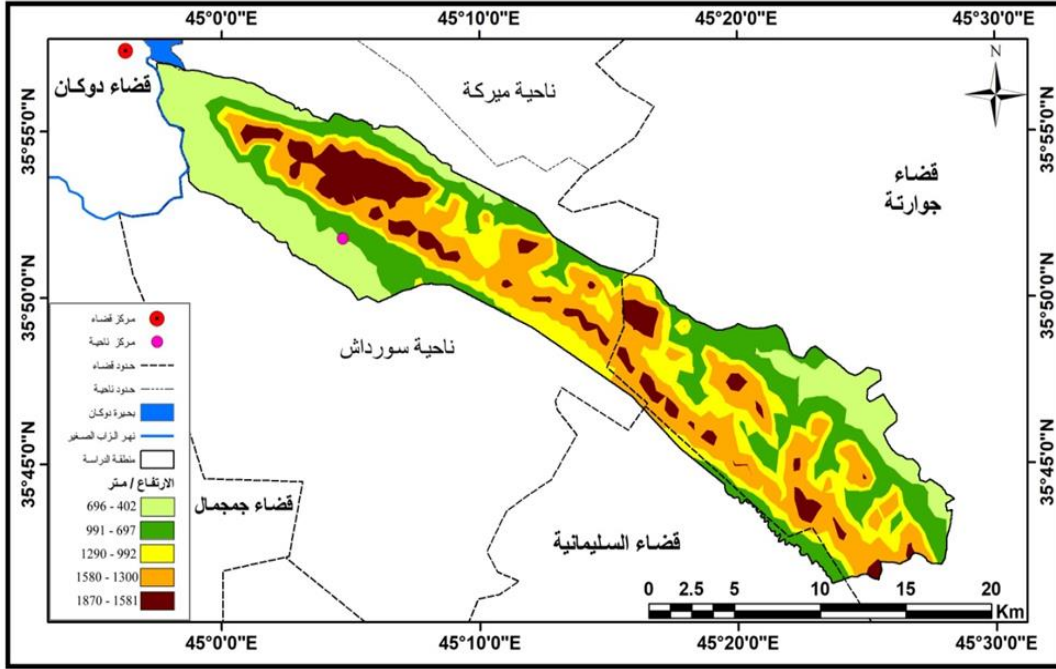 45°0'0"E 45°10'0"E 45°20'0"E 45°30'0"E
N
قضاء دوكان
ناحية ميركة
قضاء
جوارتة
35°55'0"N 35°55'0"N
35°50'0"N 35°50'0"N
ناحية سورداش
35°45'0"N 35°45'0"N
قضاء جمجمال
قضاء السليمانية
مركز قضاء
مركز ناحية
حدود قضاء
حدود ناحية
بحيرة دوكان
نهر الزاب الصغير
منطقة الدراسة
الارتفاع / متر
696 - 402
991 - 697
1290 - 992
1580 - 1300
1870 - 1581
0 2.5 5 10 15 20
Km
45°0'0"E 45°10'0"E 45°20'0"E 45°30'0"E